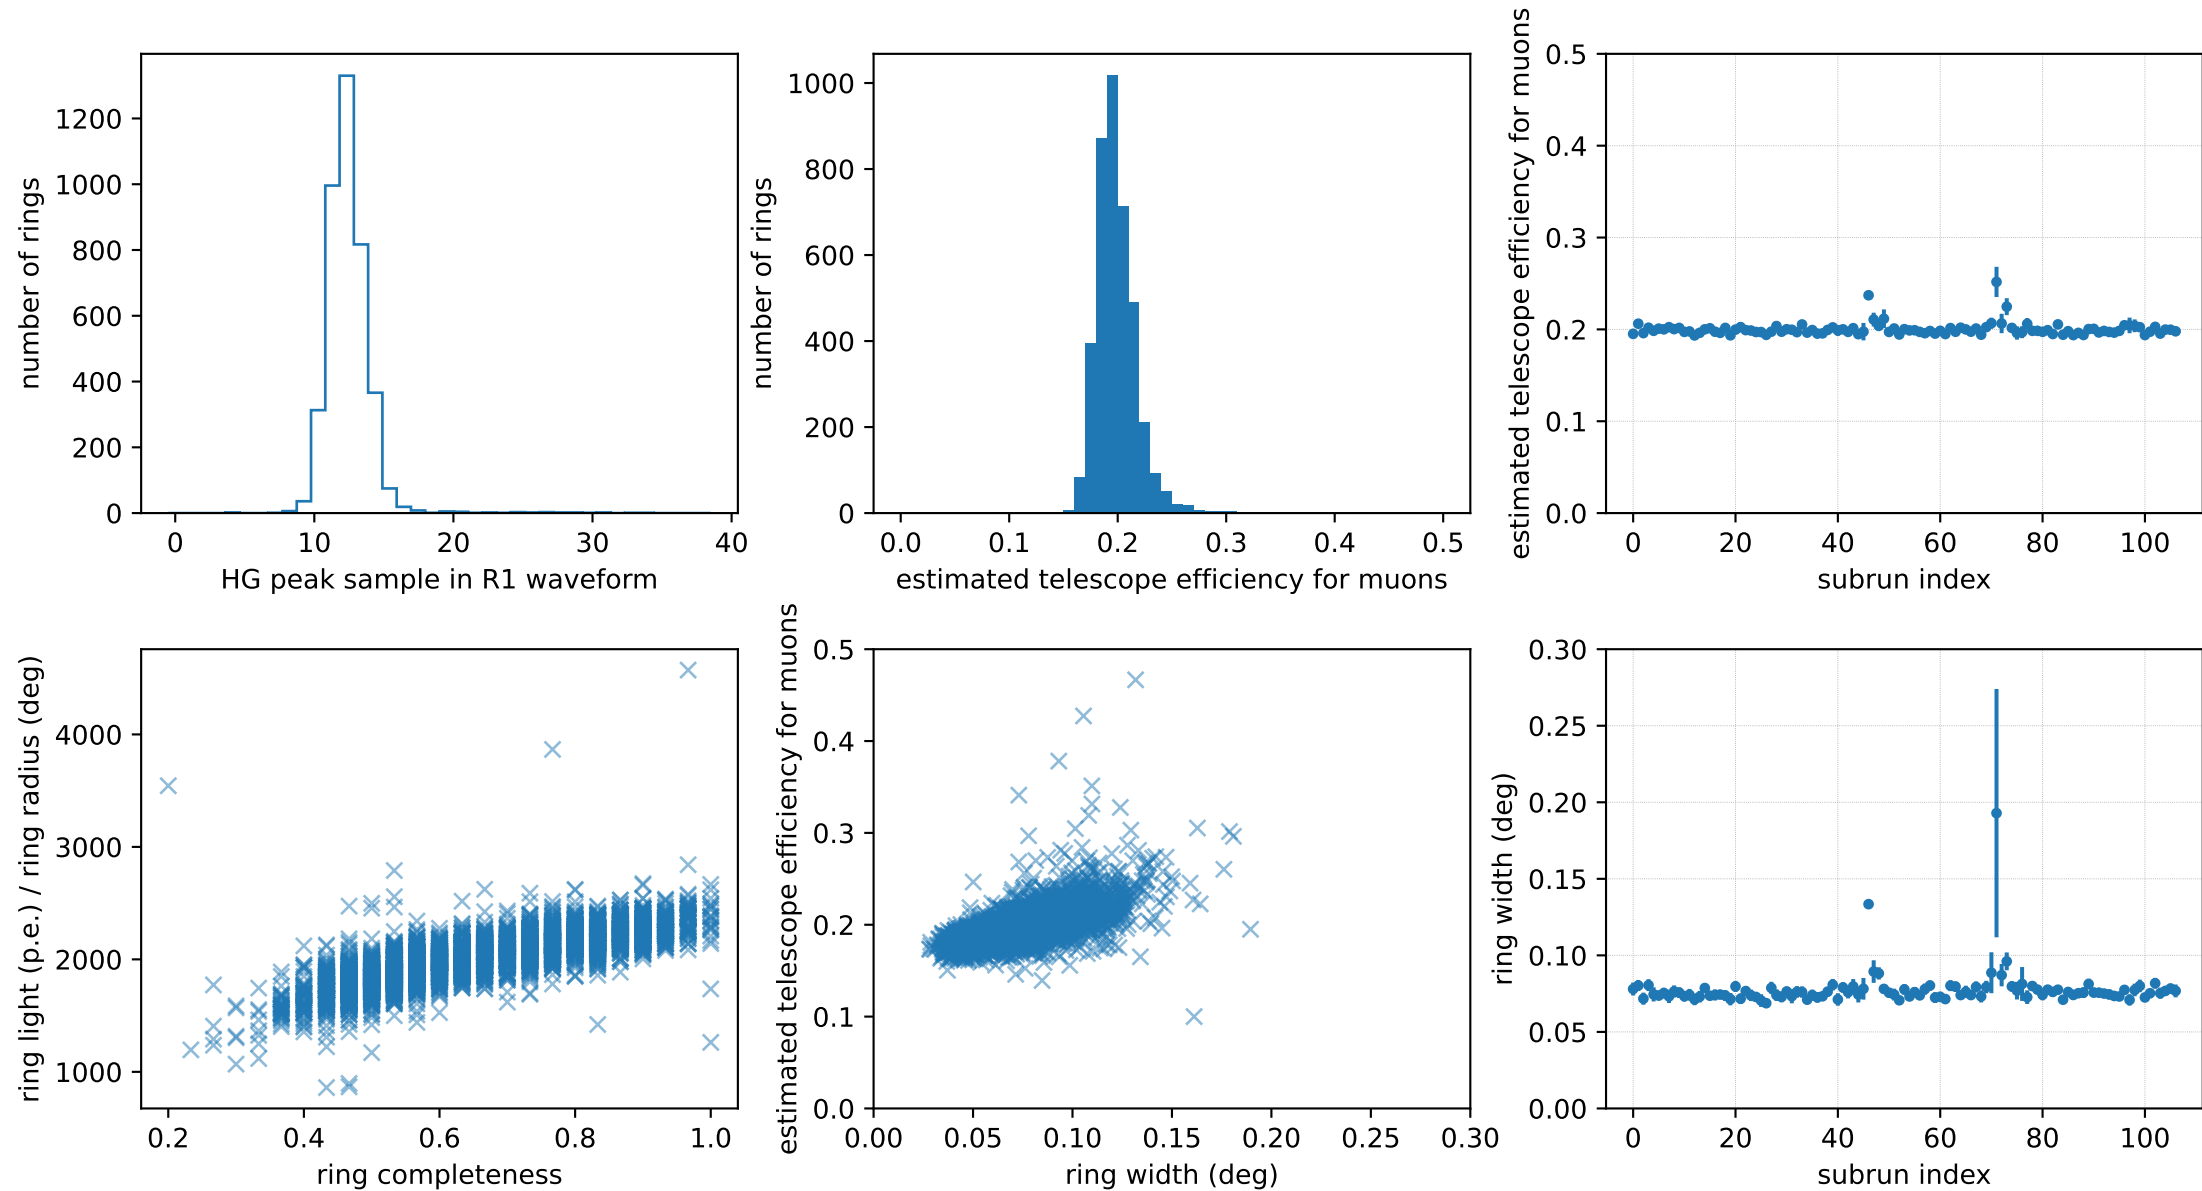 number of rings
1200
1000
800
600
400
200
0
0 10 20 30 40
HG peak sample in R1 waveform
number of rings
1000
800
600
400
200
0
0.0 0.1 0.2 0.3 0.4 0.5
estimated telescope efficiency for muons
estimated telescope efficiency for muons
0.5
0.4
0.3
0.2
0.1
0.0
0 20 40 60 80 100
subrun index
ring light (p.e.) / ring radius (deg)
4000
3000
2000
1000
0.2 0.4 0.6 0.8 1.0
ring completeness
estimated telescope efficiency for muons
0.5
0.4
0.3
0.2
0.1
0.0
0.00 0.05 0.10 0.15 0.20 0.25 0.30
ring width (deg)
ring width (deg)
0.30
0.25
0.20
0.15
0.10
0.05
0.00
0 20 40 60 80 100
subrun index